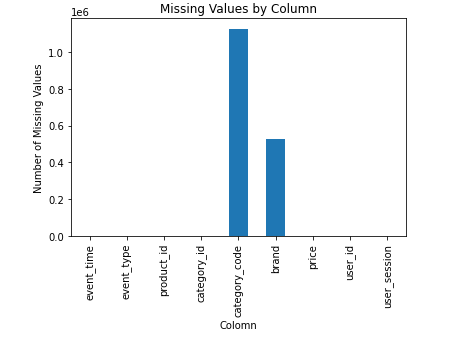 Missing Values by Column
1e6
Number of Missing Values
1.0
0.8
0.6
0.4
0.2
0.0
event_time
event_type
product_id
category_id
category_code
brand
price
user_id
user_session
Colomn